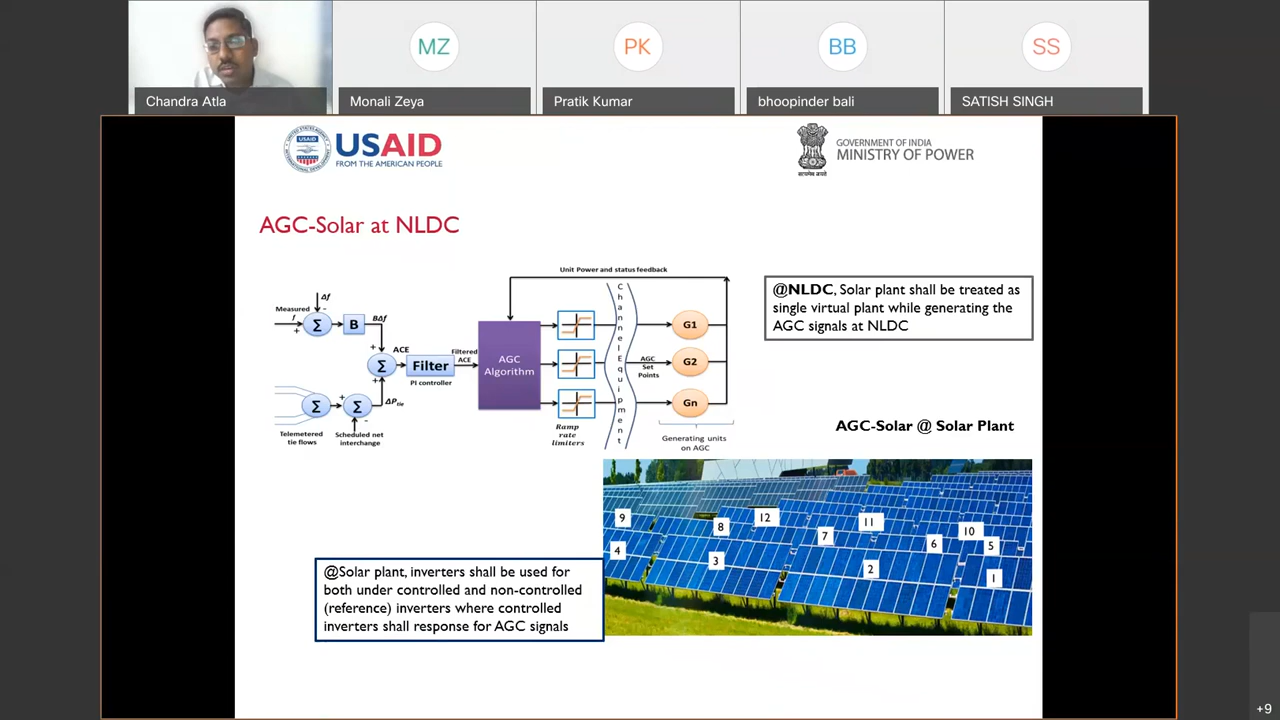 MZ
PK
BB
SS
Chandra Atla
Monali Zeya
Pratik Kumar
bhoopinder bali
SATISH SINGH
USAID
USAID
FROM THE AMERICAN PEOPLE
सत्यमेव जयते
GOVERNMENT OF INDIA
MINISTRY OF POWER
AGC-Solar at NLDC
Unit Power and status feedback
Δf
Measured
f
-
+
Σ
B
BΔf
+
ACE
Σ
+
Filter
PI controller
Filtered
ACE
AGC
Algorithm
Channel Equipment
G1
G2
Gn
AGC
Set
Points
Σ
+
Σ
-
ΔPtie
Telemetered
tie flows
Scheduled net
interchange
Ramp
rate
limiters
Generating units
on AGC
@NLDC, Solar plant shall be treated as
single virtual plant while generating the
AGC signals at NLDC
AGC-Solar @ Solar Plant
9
8
12
7
11
6
10
5
4
3
2
1
@Solar plant, inverters shall be used for
both under controlled and non-controlled
(reference) inverters where controlled
inverters shall response for AGC signals
+9